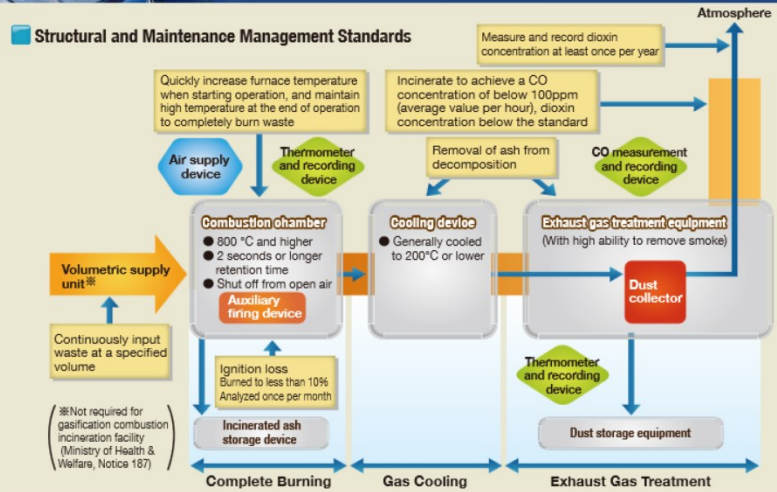 Atmosphere
Structural and Maintenance Management Standards
Measure and record dioxin
concentration at least once per year
Quickly increase furnace temperature
when starting operation, and maintain
high temperature at the end of operation
to completely burn waste
Incinerate to achieve a CO
concentration of below 100ppm
(average value per hour), dioxin
concentration below the standard
Air supply
device
Thermometer
and recording
device
Removal of ash from
decomposition
CO measurement
and recording
device
Combustion ohamber
● 800 °C and higher
● 2 seconds or longer
retention time
● Shut off from open air
Auxiliary
firing device
Cooling device
● Generally cooled
to 200°C or lower
Exhaust gas treatment equipment
(With high ability to remove smoke)
Dust
collector
Volumetric supply
unit※
Continuously input
waste at a specified
volume
Ignition loss
Burned to less than 10%
Analyzed once per month
Thermometer
and recording
device
※Not required for
gasification combustion
incineration facility
(Ministry of Health &
Welfare, Notice 187)
Incinerated ash
storage device
Dust storage equipment
Complete Burning
Gas Cooling
Exhaust Gas Treatment